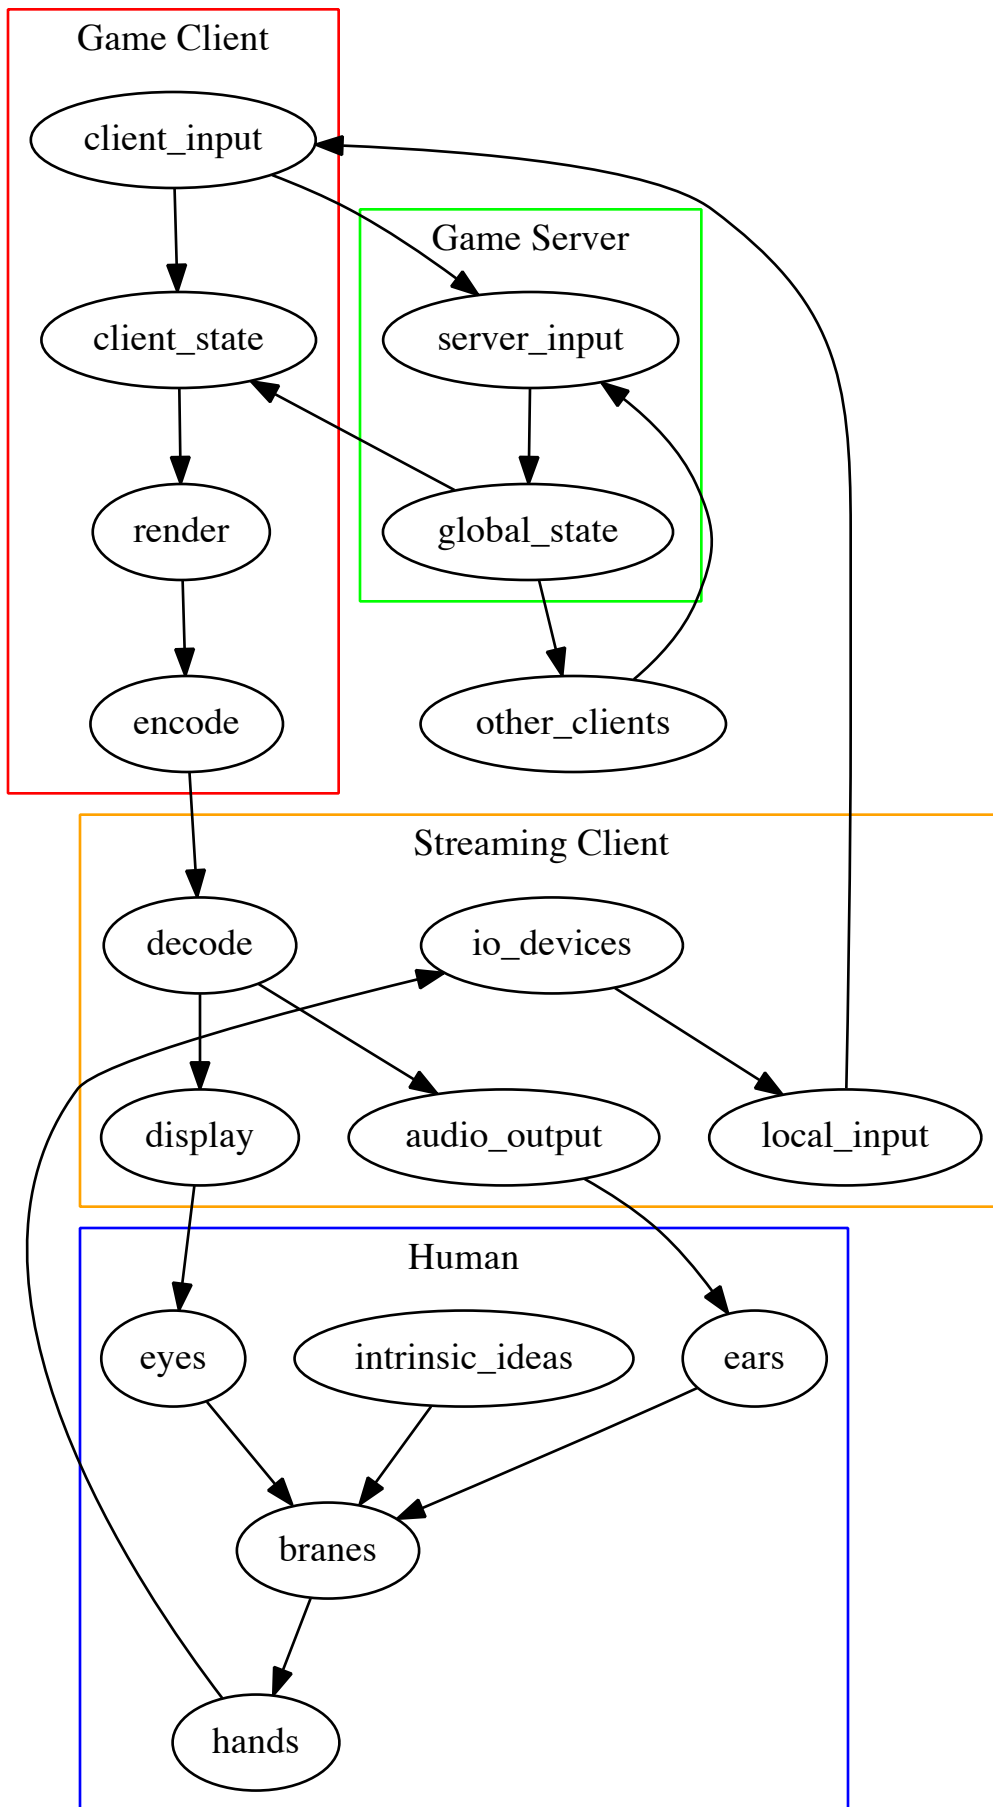 Game Client
client_input
Game Server
client_state
server_input
render
global_state
encode
other_clients
Streaming Client
decode
io_devices
display
audio_output
local_input
Human
eyes
intrinsic_ideas
ears
branes
hands